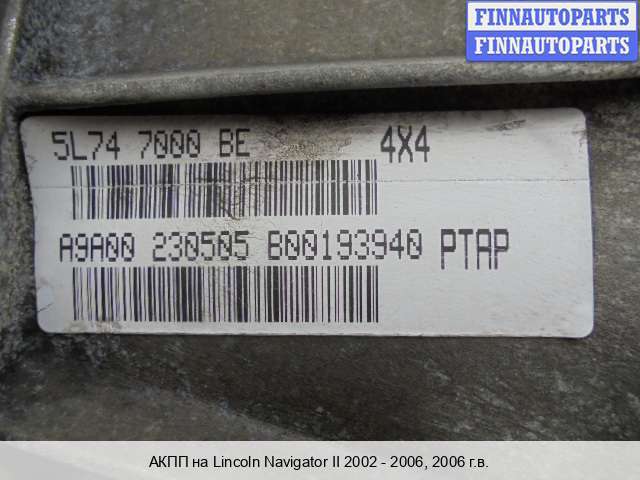 FINNAUTOPARTS
FINNAUTOPARTS
5L74 7000 BE 4X4
A9A00 230505 B00193940 PTAP
АКПП на Lincoln Navigator II 2002 - 2006, 2006 г.в.